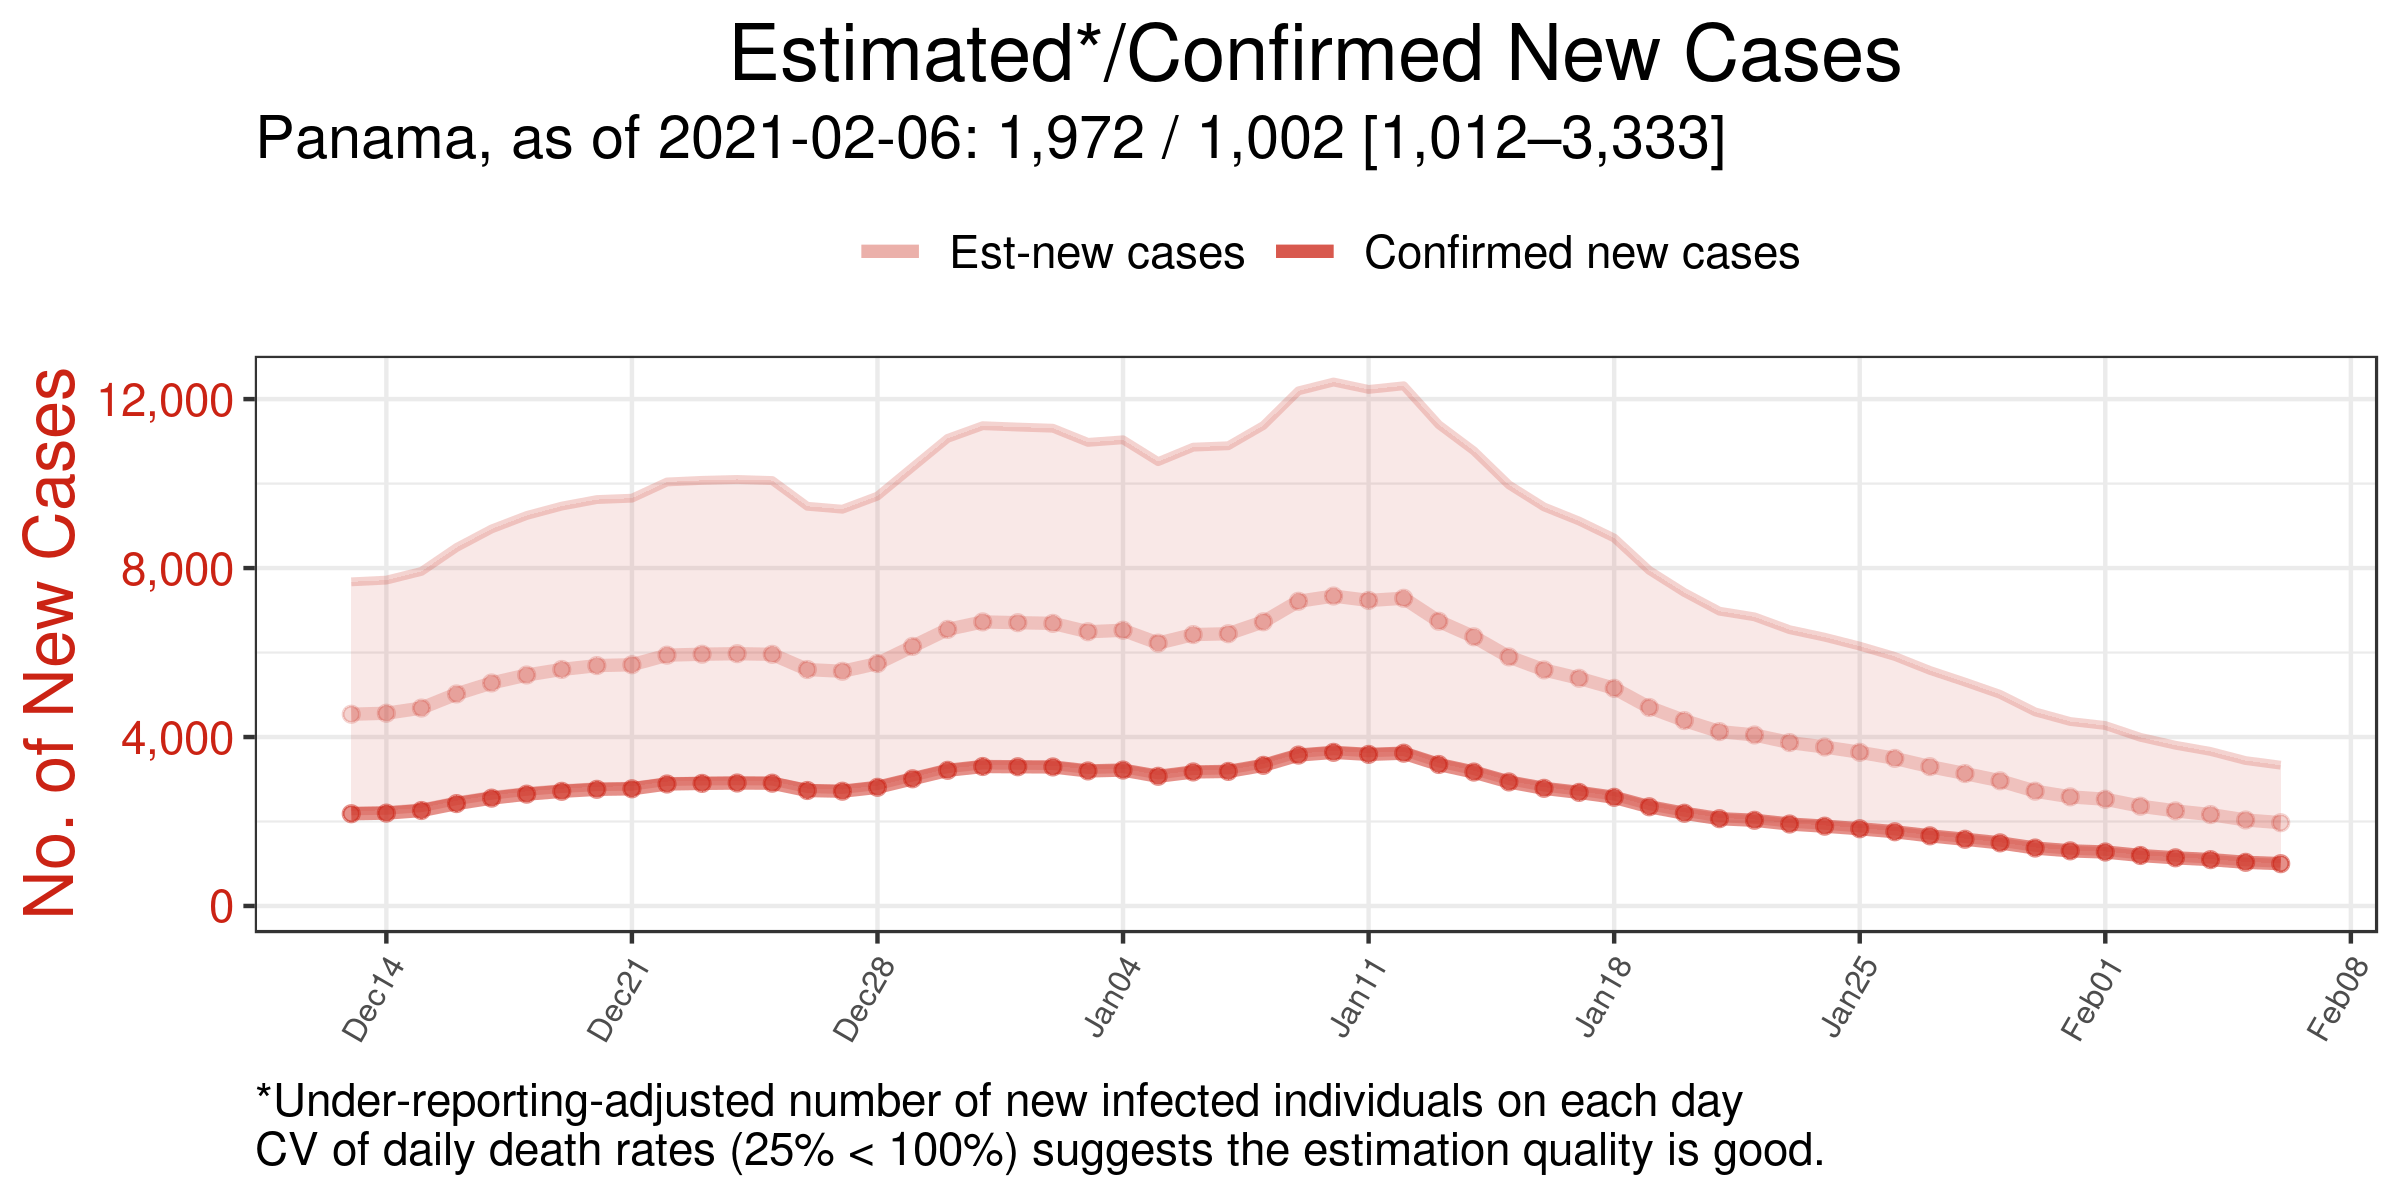 Estimated*/Confirmed New Cases
Panama, as of 2021-02-06: 1,972 / 1,002 [1,012–3,333]
Est-new cases Confirmed new cases
No. of New Cases
12,000
8,000
4,000
0
Dec14 Dec21 Dec28 Jan04 Jan11 Jan18 Jan25 Feb01 Feb08
*Under-reporting-adjusted number of new infected individuals on each day
CV of daily death rates (25% < 100%) suggests the estimation quality is good.